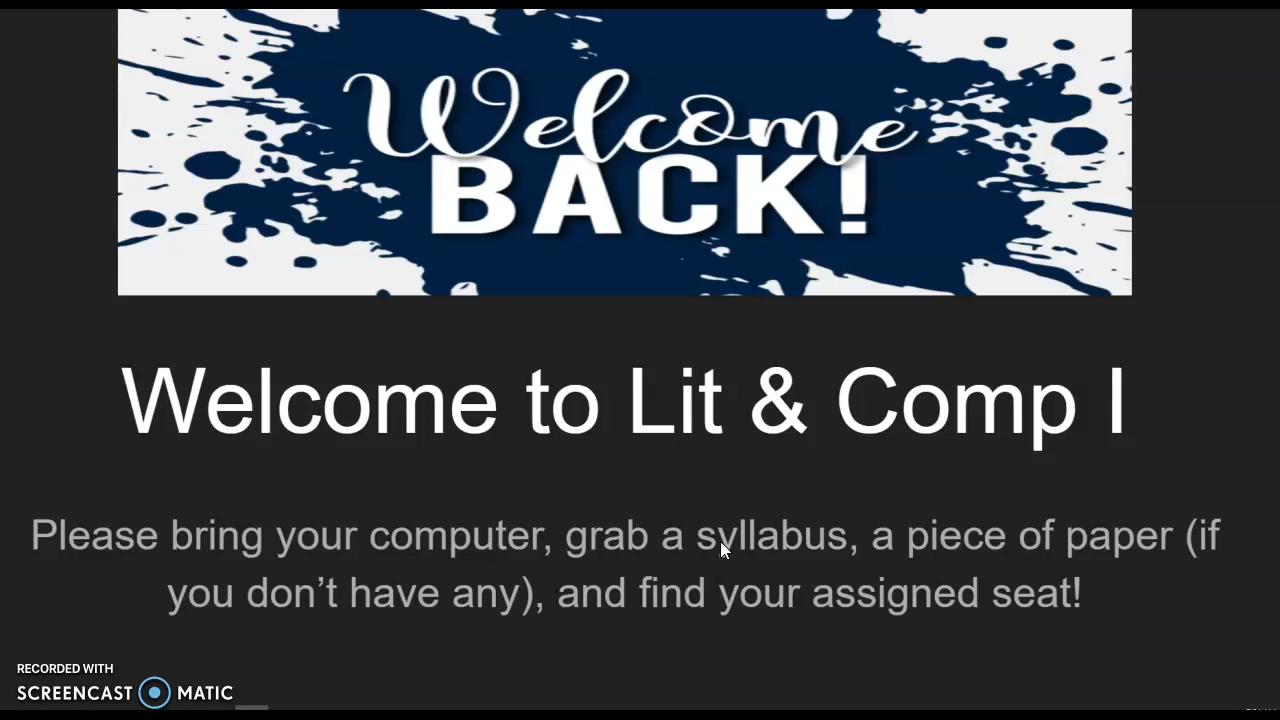 Welcome
BACK!
Welcome to Lit & Comp I
Please bring your computer, grab a syllabus, a piece of paper (if
you don’t have any), and find your assigned seat!
RECORDED WITH
SCREENCAST MATIC